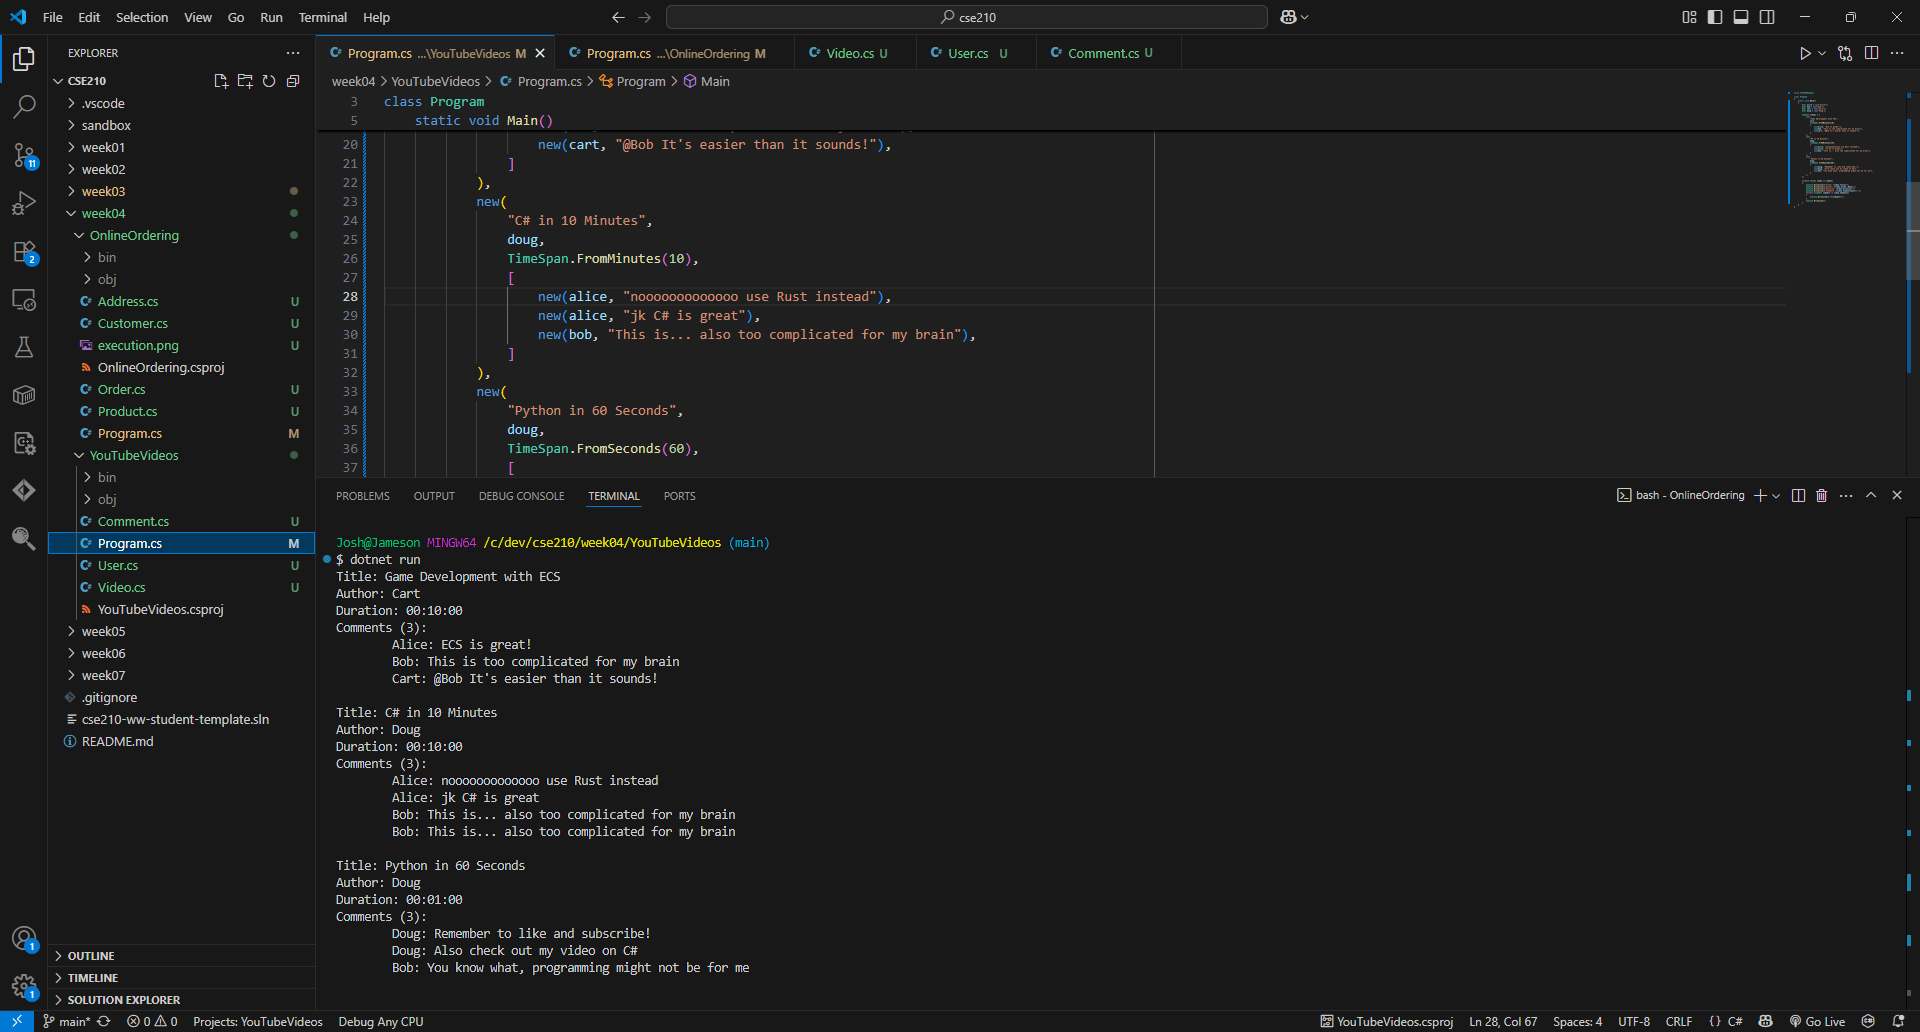 File Edit Selection View Go Run Terminal Help
cse210
EXPLORER
CSE210
.vscode
sandbox
week01
week02
week03
week04
OnlineOrdering
bin
obj
Address.cs U
Customer.cs U
execution.png U
OnlineOrdering.csproj
Order.cs U
Product.cs U
Program.cs M
YouTubeVideos
bin
obj
Comment.cs U
Program.cs M
User.cs U
Video.cs U
YouTubeVideos.csproj
week05
week06
week07
.gitignore
cse210-ww-student-template.sln
README.md
OUTLINE
TIMELINE
SOLUTION EXPLORER
11
2
1
1
Program.cs ...\YouTubeVideos M
Program.cs ...\OnlineOrdering M
Video.cs U
User.cs U
Comment.cs U
week04 > YouTubeVideos > Program.cs > Program > Main
3 class Program
5 static void Main()
20 new(cart, "@Bob It's easier than it sounds!"),
21 ]
22 ),
23 new(
24 "C# in 10 Minutes",
25 doug,
26 TimeSpan.FromMinutes(10),
27 [
28 new(alice, "nooooooooooooo use Rust instead"),
29 new(alice, "jk C# is great"),
30 new(bob, "This is... also too complicated for my brain"),
31 ]
32 ),
33 new(
34 "Python in 60 Seconds",
35 doug,
36 TimeSpan.FromSeconds(60),
37 [
PROBLEMS OUTPUT DEBUG CONSOLE TERMINAL PORTS
bash - OnlineOrdering
Josh@Jameson MINGW64 /c/dev/cse210/week04/YouTubeVideos (main)
$ dotnet run
Title: Game Development with ECS
Author: Cart
Duration: 00:10:00
Comments (3):
Alice: ECS is great!
Bob: This is too complicated for my brain
Cart: @Bob It's easier than it sounds!
Title: C# in 10 Minutes
Author: Doug
Duration: 00:10:00
Comments (3):
Alice: nooooooooooooo use Rust instead
Alice: jk C# is great
Bob: This is... also too complicated for my brain
Bob: This is... also too complicated for my brain
Title: Python in 60 Seconds
Author: Doug
Duration: 00:01:00
Comments (3):
Doug: Remember to like and subscribe!
Doug: Also check out my video on C#
Bob: You know what, programming might not be for me
main* 0 0 Projects: YouTubeVideos Debug Any CPU
YouTubeVideos.csproj Ln 28, Col 67 Spaces: 4 UTF-8 CRLF {} C# Go Live